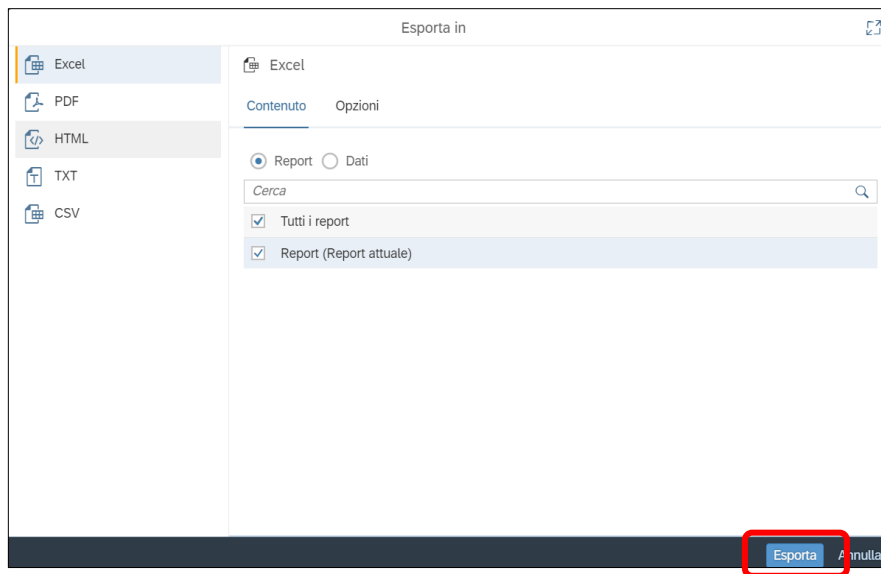 Esporta in
Excel
PDF
HTML
TXT
CSV
Excel
Contenuto Opzioni
Report Dati
Cerca
Tutti i report
Report (Report attuale)
Esporta Annulla